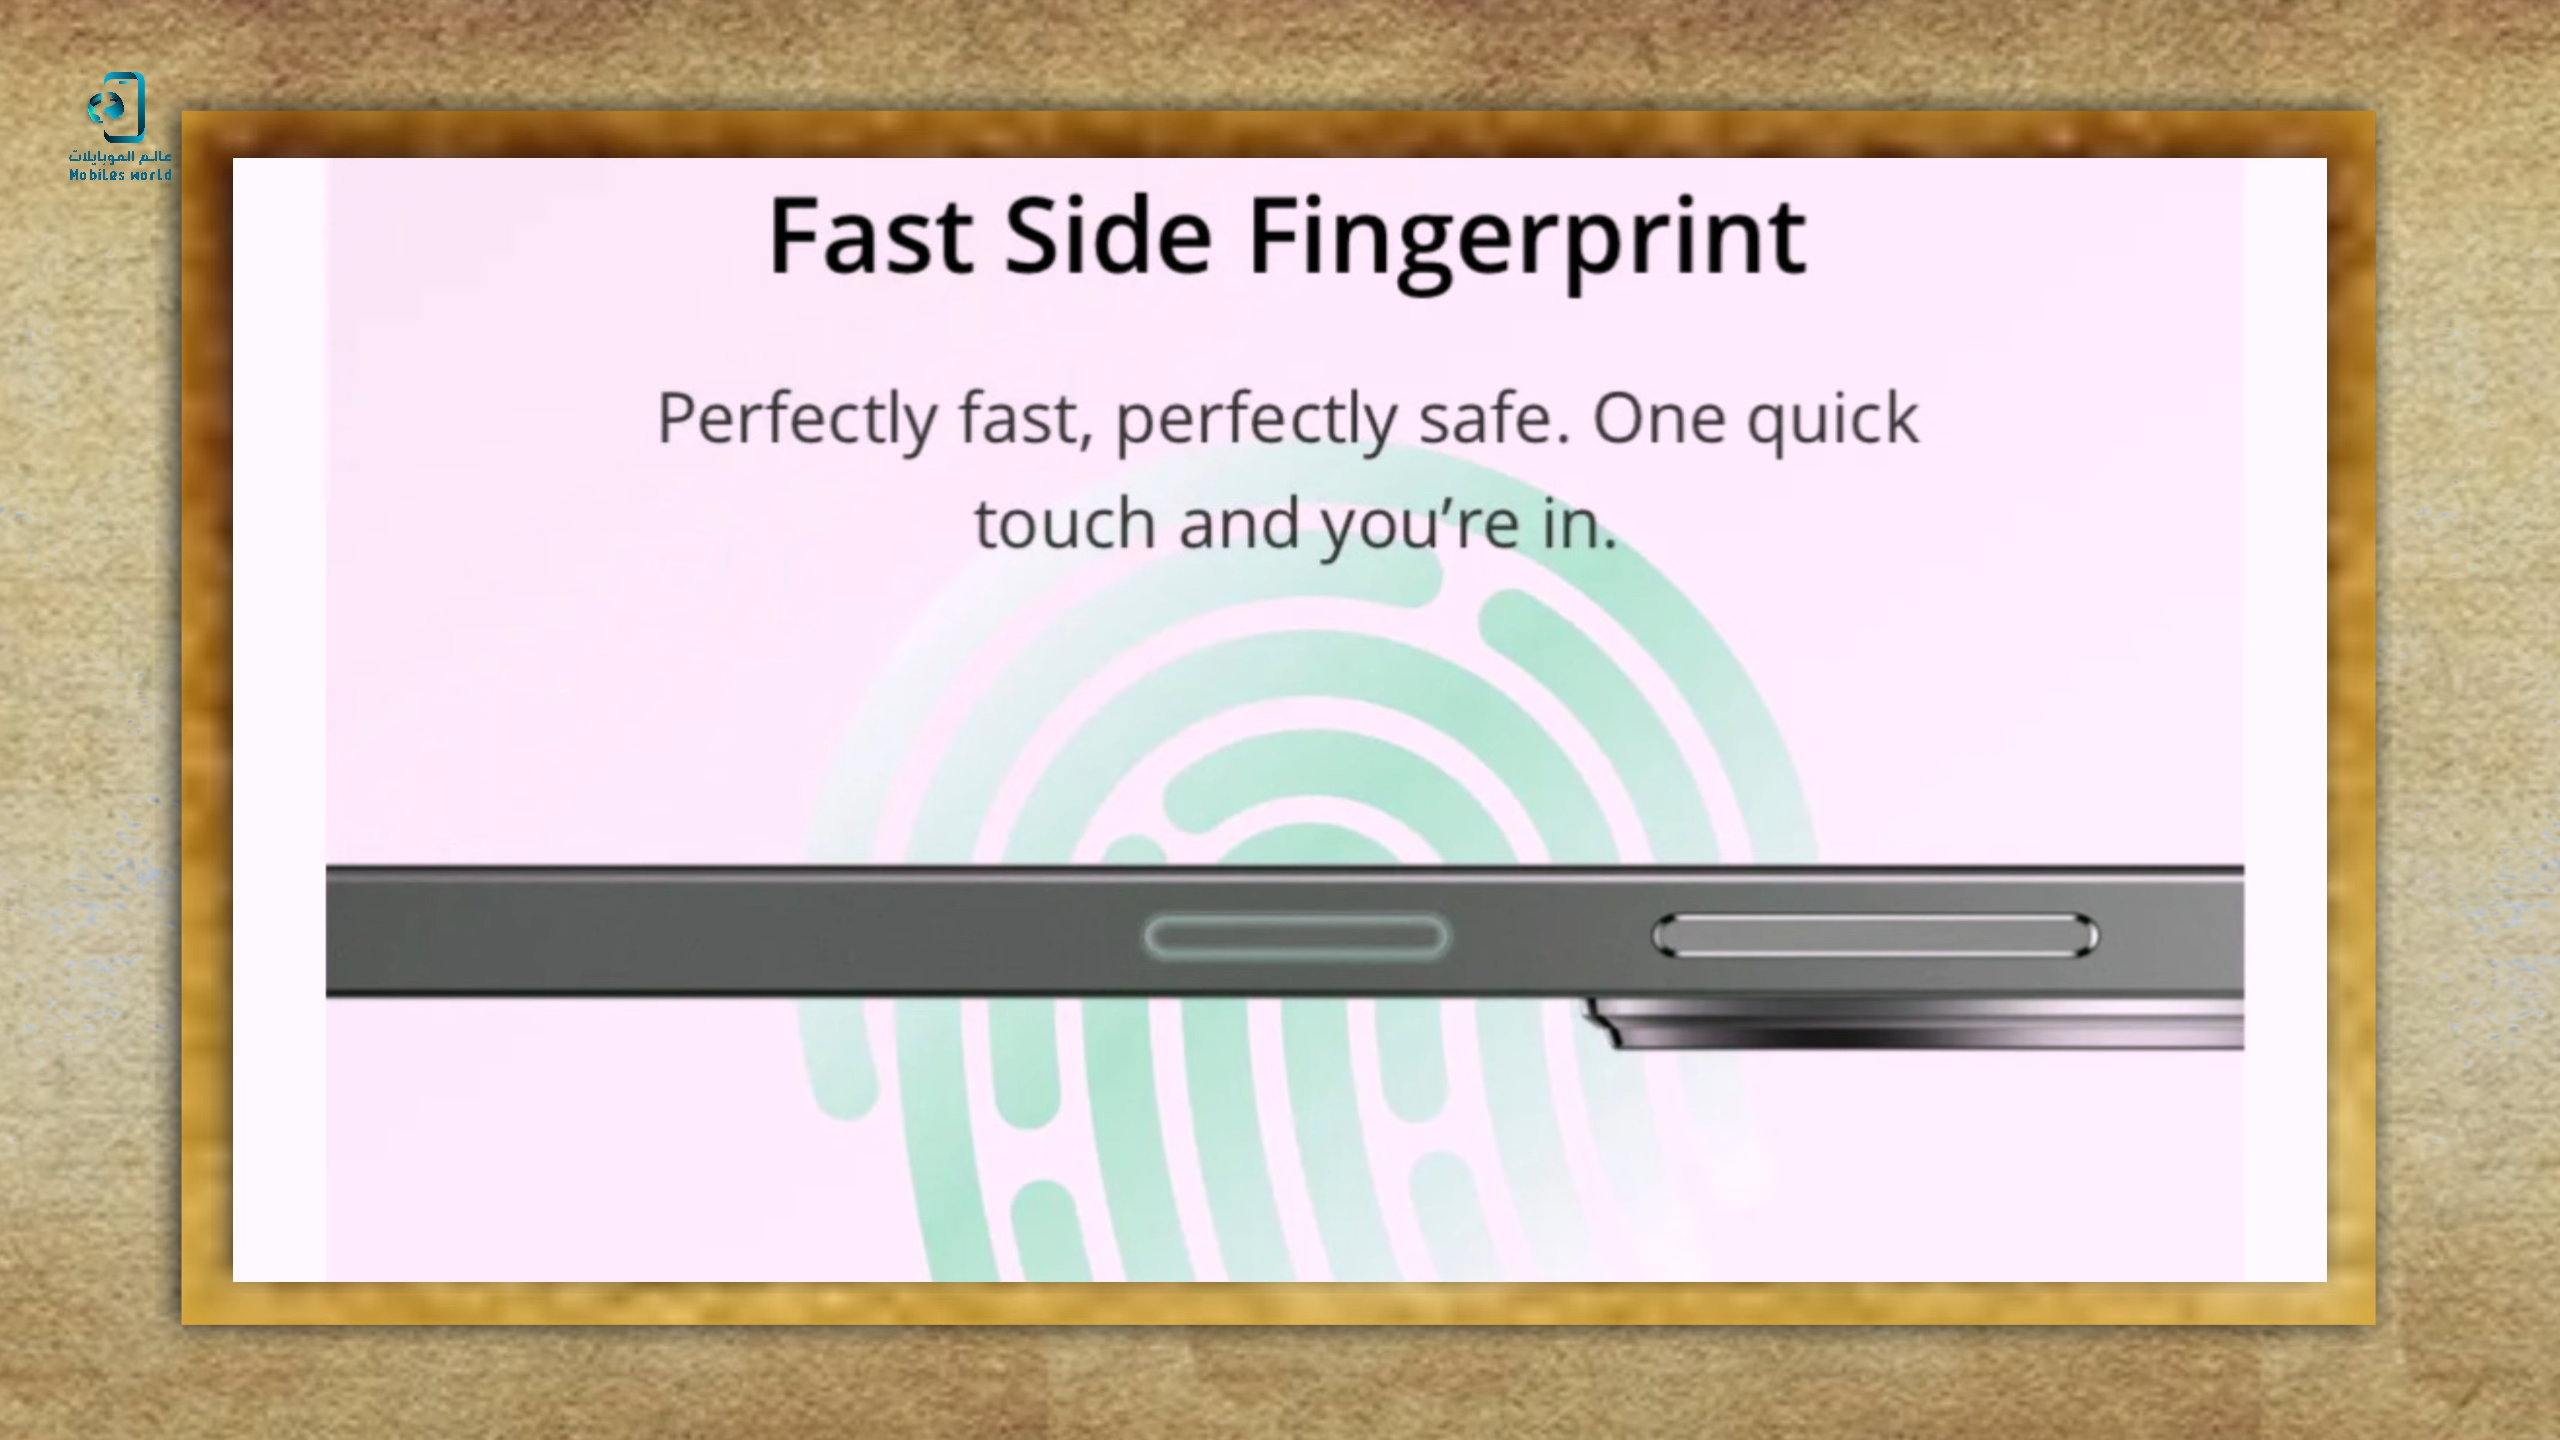 عالم الموبايلات
Mobiles world
Fast Side Fingerprint
Perfectly fast, perfectly safe. One quick
touch and you’re in.